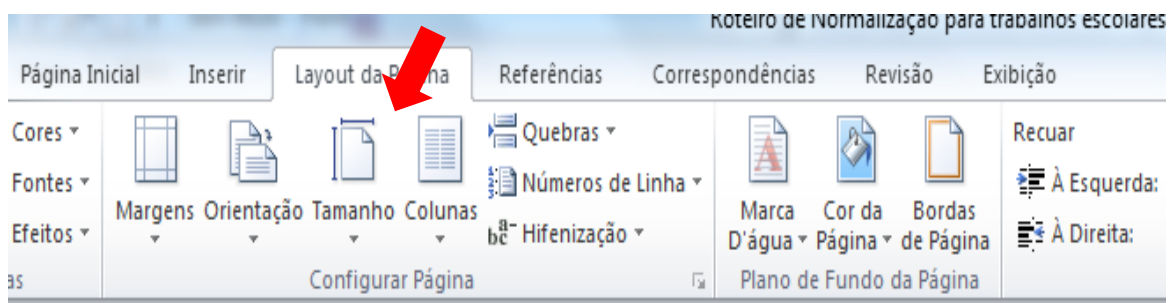 Roteiro de Normalização para trabalhos escolares
Página Inicial Inserir Layout da Página Referências Correspondências Revisão Exibição
Cores Quebras Recuar
Fontes Números de Linha À Esquerda:
Margens Orientação Tamanho Colunas Marca Cor da Bordas
Efeitos Hifenização D'água Página de Página À Direita:
as Configurar Página Plano de Fundo da Página